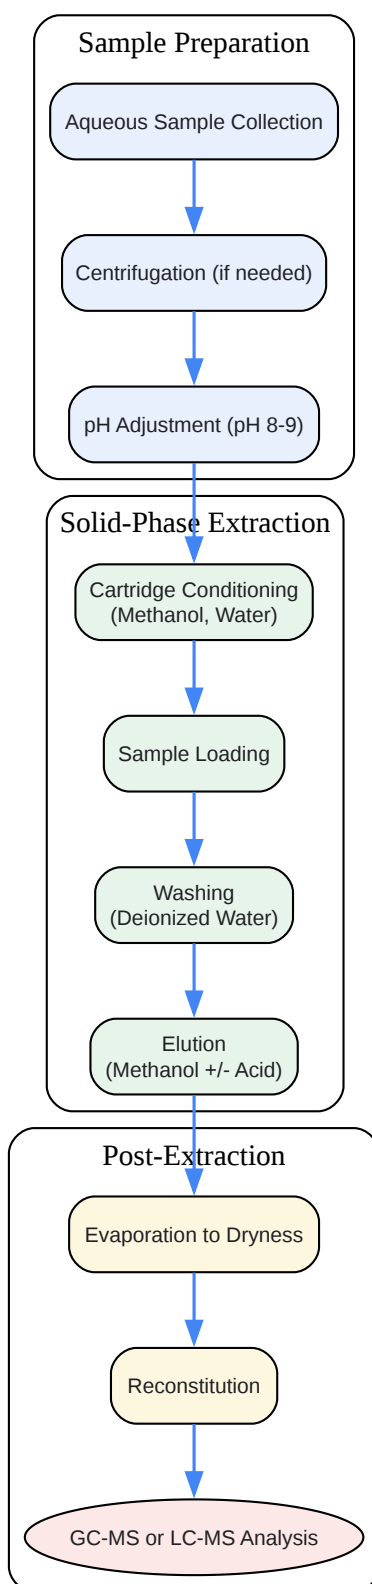 Sample Preparation
Aqueous Sample Collection
Centrifugation (if needed)
pH Adjustment (pH 8-9)
Solid-Phase Extraction
Cartridge Conditioning
(Methanol, Water)
Sample Loading
Washing
(Deionized Water)
Elution
(Methanol +/- Acid)
Post-Extraction
Evaporation to Dryness
Reconstitution
GC-MS or LC-MS Analysis